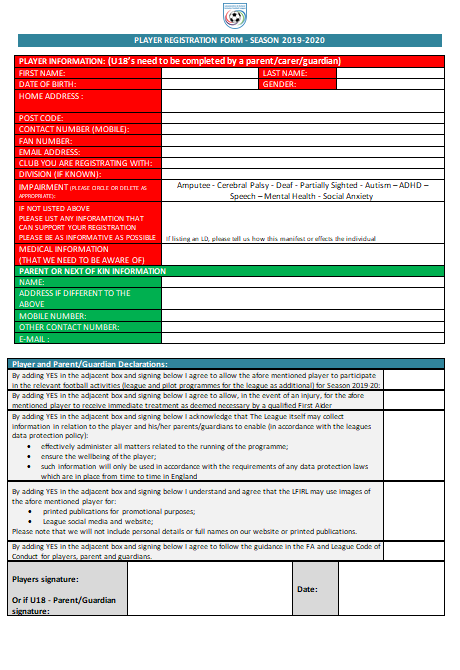 PLAYER REGISTRATION FORM - SEASON 2019-2020
PLAYER INFORMATION: (U18's need to be completed by a parent/carer/guardian)
FIRST NAME: LAST NAME:
DATE OF BIRTH: GENDER:
HOME ADDRESS :
POST CODE:
CONTACT NUMBER (MOBILE):
FAN NUMBER:
EMAIL ADDRESS:
CLUB YOU ARE REGISTRATING WITH:
DIVISION (IF KNOWN):
IMPAIRMENT (PLEASE CIRCLE OR DELETE AS
APPROPRIATE):
Amputee - Cerebral Palsy - Deaf - Partially Sighted - Autism – ADHD –
Speech – Mental Health - Social Anxiety
IF NOT LISTED ABOVE
PLEASE LIST ANY INFORAMTION THAT
CAN SUPPORT YOUR REGISTRATION
PLEASE BE AS INFORMATIVE AS POSSIBLE
If listing an LD, please tell us how this manifest or effects the individual
MEDICAL INFORMATION
(THAT WE NEED TO BE AWARE OF)
PARENT OR NEXT OF KIN INFORMATION
NAME:
ADDRESS IF DIFFERENT TO THE
ABOVE
MOBILE NUMBER:
OTHER CONTACT NUMBER:
E-MAIL :
Player and Parent/Guardian Declarations:
By adding YES in the adjacent box and signing below I agree to allow the afore mentioned player to participate
in the relevant football activities (league and pilot programmes for the league as additional) for Season 2019-20:
By adding YES in the adjacent box and signing below I agree to allow, in the event of an injury, for the afore
mentioned player to receive immediate treatment as deemed necessary by a qualified First Aider
By adding YES in the adjacent box and signing below I acknowledge that The League itself may collect
information in relation to the player and his/her parents/guardians to enable (in accordance with the leagues
data protection policy):
• effectively administer all matters related to the running of the programme;
• ensure the wellbeing of the player;
• such information will only be used in accordance with the requirements of any data protection laws
which are in place from time to time in England
By adding YES in the adjacent box and signing below I understand and agree that the LFIRL may use images of
the afore mentioned player for:
• printed publications for promotional purposes;
• League social media and website;
Please note that we will not include personal details or full names on our website or printed publications.
By adding YES in the adjacent box and signing below I agree to follow the guidance in the FA and League Code of
Conduct for players, parent and guardians.
Players signature:
Date:
Or if U18 - Parent/Guardian
signature: